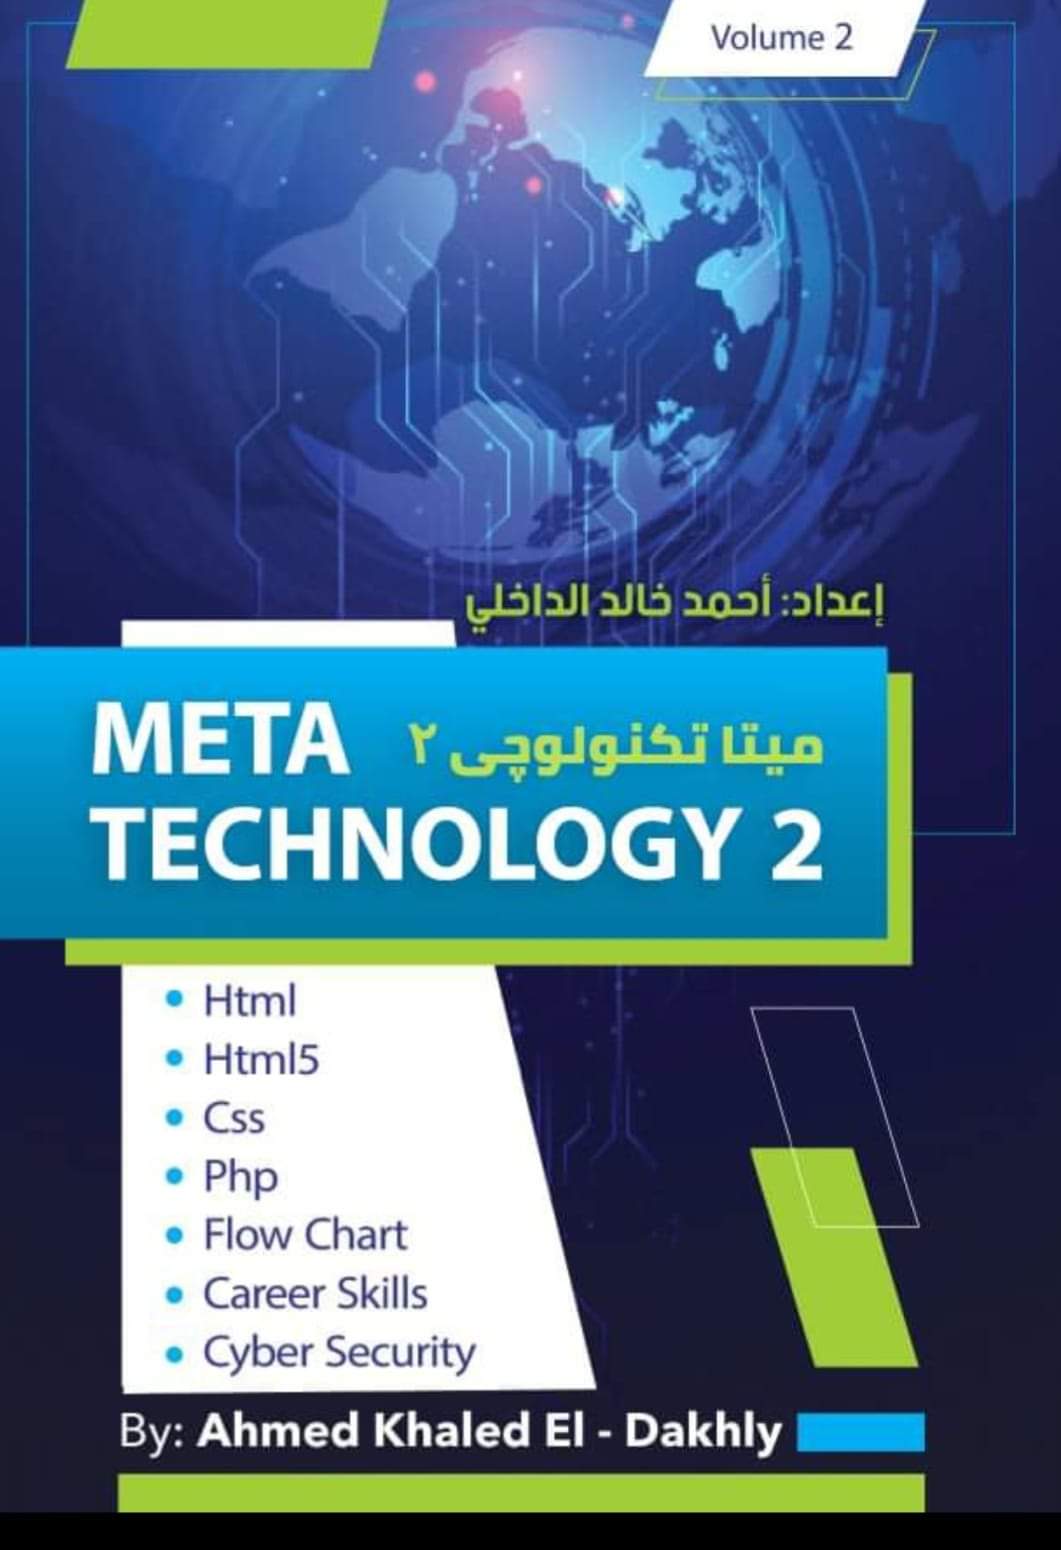 Volume 2
إعداد: أحمد خالد الداخلي
META
ميتا تكنولوچى ٢
TECHNOLOGY 2
• Html
• Html5
• Css
• Php
• Flow Chart
• Career Skills
• Cyber Security
By: Ahmed Khaled El - Dakhly